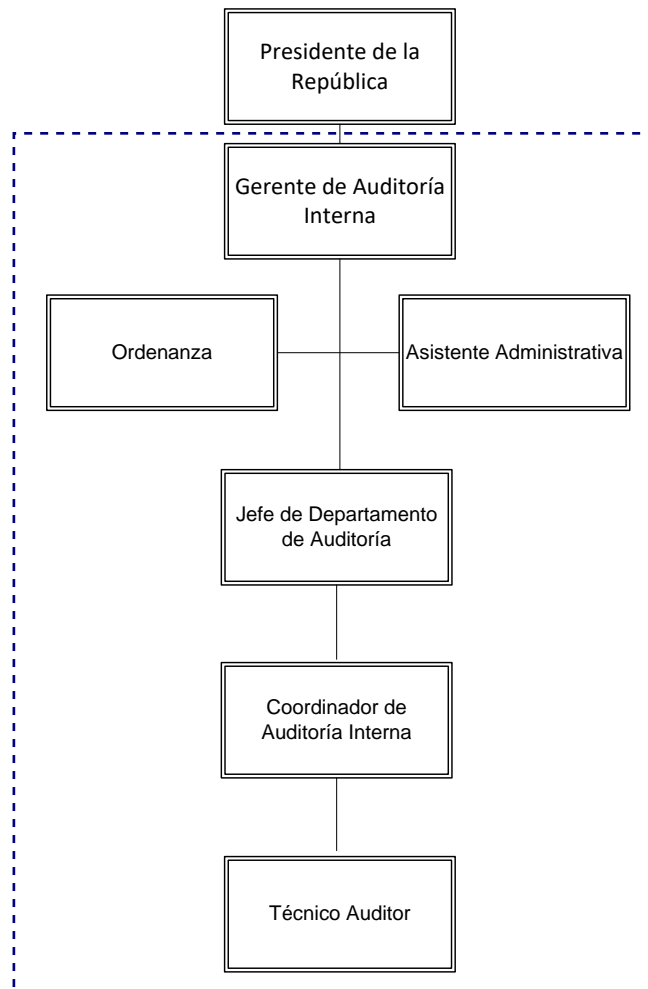 Presidente de la
República
Gerente de Auditoría
Interna
Ordenanza
Asistente Administrativa
Jefe de Departamento
de Auditoría
Coordinador de
Auditoría Interna
Técnico Auditor